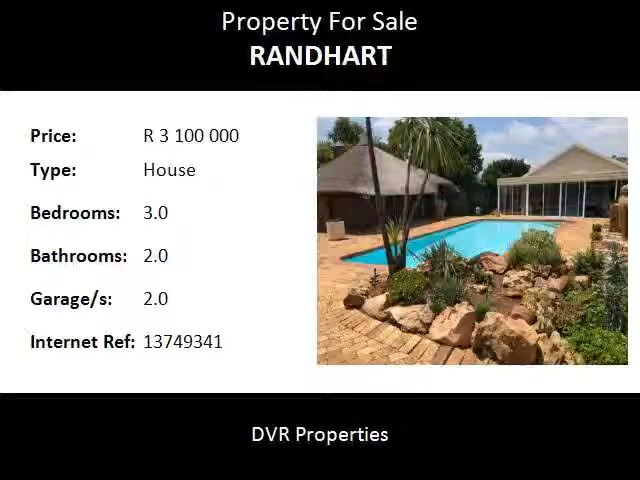 Property For Sale
RANDHART
Price: R 3 100 000
Type: House
Bedrooms: 3.0
Bathrooms: 2.0
Garage/s: 2.0
Internet Ref: 13749341
DVR Properties